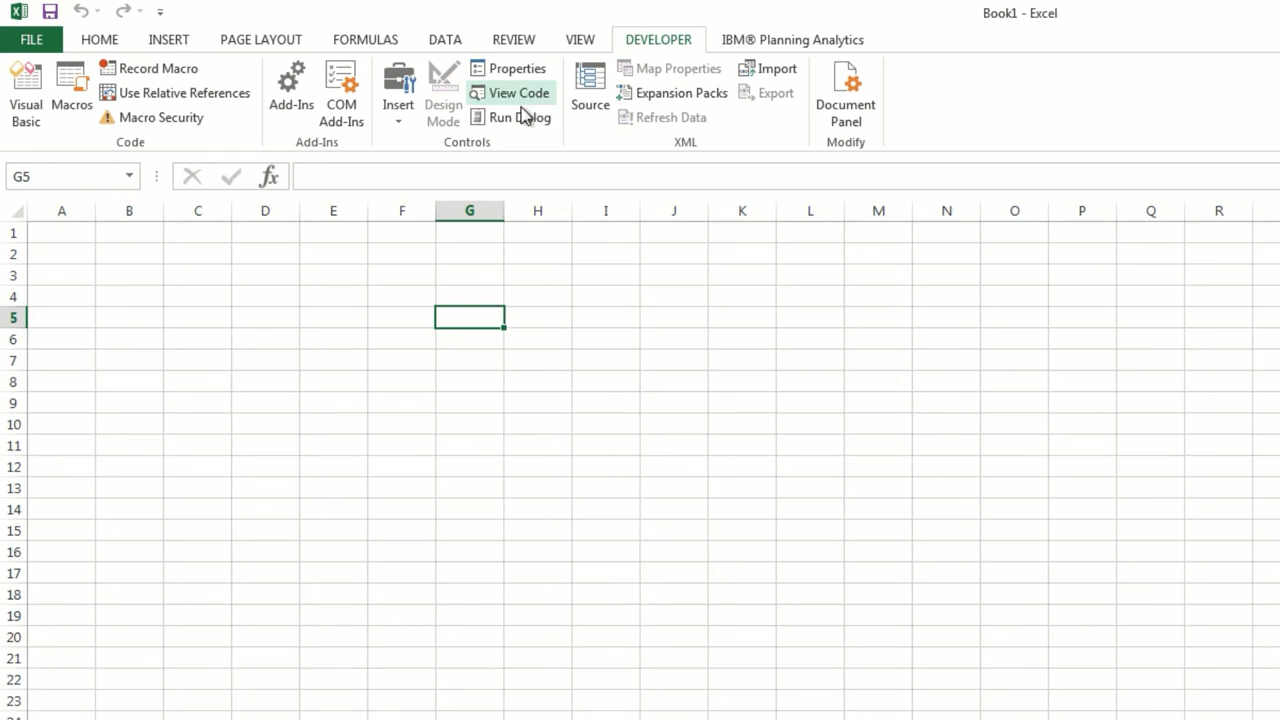 Book1 - Excel
FILE HOME INSERT PAGE LAYOUT FORMULAS DATA REVIEW VIEW DEVELOPER IBM® Planning Analytics
Visual Basic
Macros
Record Macro
Use Relative References
Macro Security
Code
Add-Ins
COM Add-Ins
Add-Ins
Insert
Design Mode
Properties
View Code
Run Dialog
Controls
Source
Map Properties
Expansion Packs
Refresh Data
Import
Export
XML
Document Panel
Modify
G5 fx
A B C D E F G H I J K L M N O P Q R
1
2
3
4
5
6
7
8
9
10
11
12
13
14
15
16
17
18
19
20
21
22
23